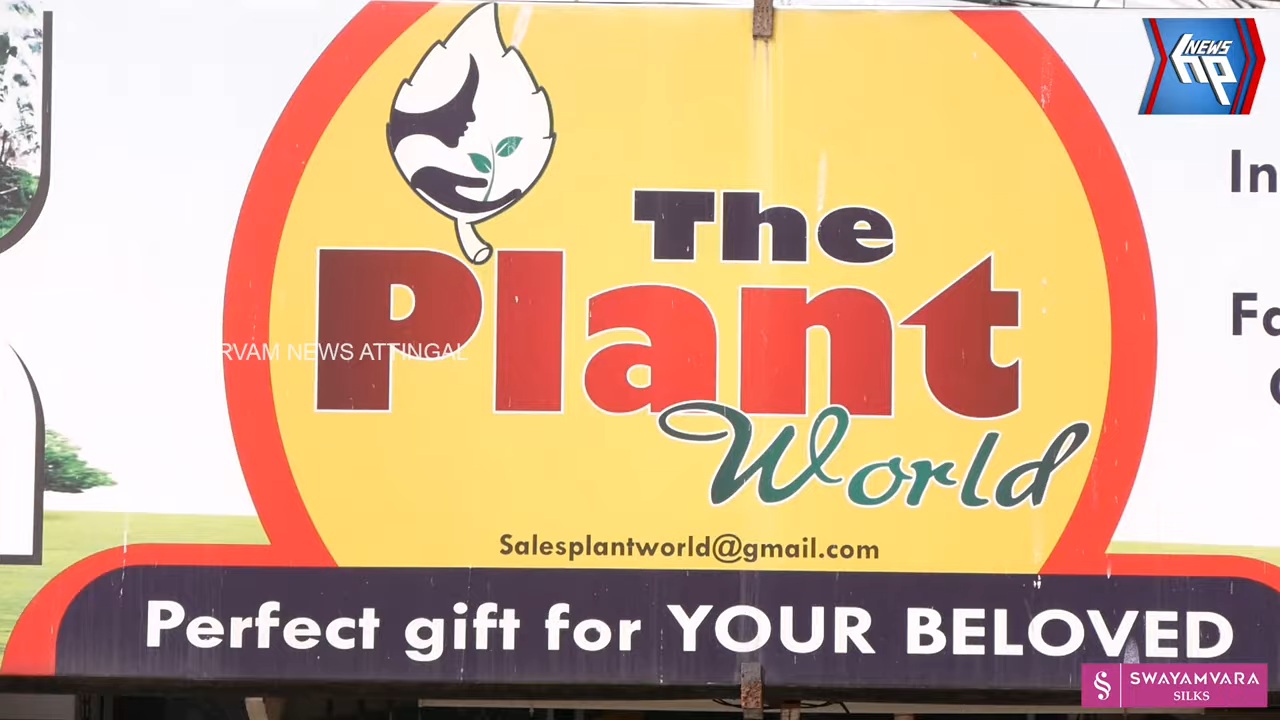 NEWS
The
Plant
RVAM NEWS ATTINGAL
World
Salesplantworld@gmail.com
Perfect gift for YOUR BELOVED
SWAYAMVARA
SILKS